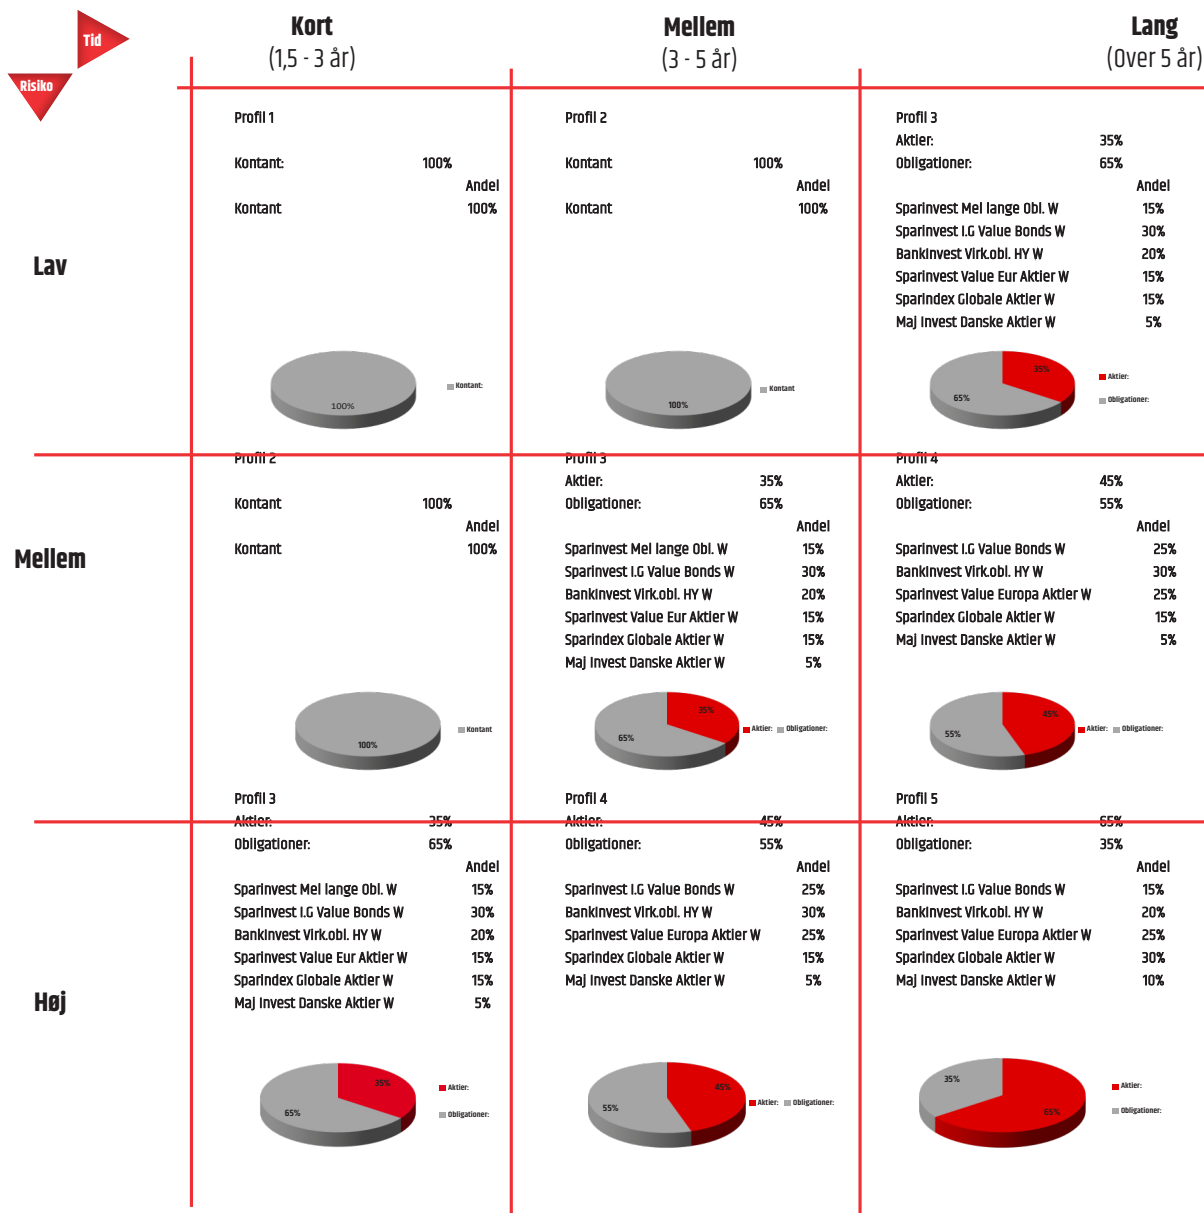 Tid
Risiko
Kort
(1,5 - 3 år)
Mellem
(3 - 5 år)
Lang
(Over 5 år)
Lav
Profil 1
Kontant: 100%
Andel
Kontant 100%
100%
Kontant:
Profil 2
Kontant 100%
Andel
Kontant 100%
100%
Kontant
Profil 3
Aktier: 35%
Obligationer: 65%
Andel
Sparinvest Mel lange Obl. W 15%
Sparinvest I.G Value Bonds W 30%
BankInvest Virk.obl. HY W 20%
Sparinvest Value Eur Aktier W 15%
Sparindex Globale Aktier W 15%
Maj Invest Danske Aktier W 5%
35%
65%
Aktier:
Obligationer:
Mellem
Profil 2
Kontant 100%
Andel
Kontant 100%
100%
Kontant
Profil 3
Aktier: 35%
Obligationer: 65%
Andel
Sparinvest Mel lange Obl. W 15%
Sparinvest I.G Value Bonds W 30%
BankInvest Virk.obl. HY W 20%
Sparinvest Value Eur Aktier W 15%
Sparindex Globale Aktier W 15%
Maj Invest Danske Aktier W 5%
35%
65%
Aktier: Obligationer:
Profil 4
Aktier: 45%
Obligationer: 55%
Andel
Sparinvest I.G Value Bonds W 25%
BankInvest Virk.obl. HY W 30%
Sparinvest Value Europa Aktier W 25%
Sparindex Globale Aktier W 15%
Maj Invest Danske Aktier W 5%
45%
55%
Aktier: Obligationer:
Høj
Profil 3
Aktier: 35%
Obligationer: 65%
Andel
Sparinvest Mel lange Obl. W 15%
Sparinvest I.G Value Bonds W 30%
BankInvest Virk.obl. HY W 20%
Sparinvest Value Eur Aktier W 15%
Sparindex Globale Aktier W 15%
Maj Invest Danske Aktier W 5%
35%
65%
Aktier:
Obligationer:
Profil 4
Aktier: 45%
Obligationer: 55%
Andel
Sparinvest I.G Value Bonds W 25%
BankInvest Virk.obl. HY W 30%
Sparinvest Value Europa Aktier W 25%
Sparindex Globale Aktier W 15%
Maj Invest Danske Aktier W 5%
45%
55%
Aktier: Obligationer:
Profil 5
Aktier: 65%
Obligationer: 35%
Andel
Sparinvest I.G Value Bonds W 15%
BankInvest Virk.obl. HY W 20%
Sparinvest Value Europa Aktier W 25%
Sparindex Globale Aktier W 30%
Maj Invest Danske Aktier W 10%
35%
65%
Aktier:
Obligationer: